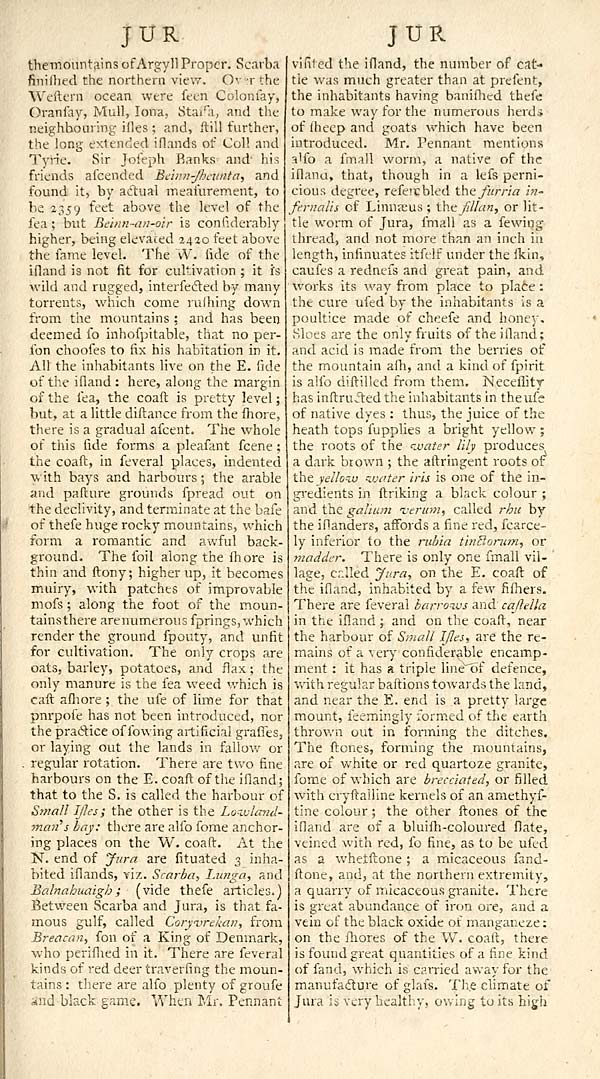 JUR
themountains of Argyll Proper. Scarba
finiſhed the northern view. Over the
Weſtern ocean were ſeen Colonſay,
Oranſay, Mull, Iona, Staffa, and the
neighbouring iſles; and, ſtill further,
the long extended iſlands of Coll and
Tyrie. Sir Joſeph Banks and his
friends aſcended Beinn-ſheunta, and
found it, by actual meaſurement, to
be 2359 feet above the level of the
ſea; but Beinn-an-oir is conſiderably
higher, being elevated 2420 feet above
the ſame level. The W. ſide of the
iſland is not fit for cultivation; it is
wild and rugged, interſected by many
torrents, which come ruſhing down
from the mountains; and has been
deemed ſo inhoſpitable, that no per-
ſon chooſes to fix his habitation in it.
All the inhabitants live on the E. ſide
of the iſland: here, along the margin
of the ſea, the coaſt is pretty level;
but, at a little diſtance from the ſhore,
there is a gradual aſcent. The whole
of this ſide forms a pleaſant ſcene;
the coaſt, in ſeveral places, indented
with bays and harbours; the arable
and paſture grounds ſpread out on
the declivity, and terminate at the baſe
of theſe huge rocky mountains, which
form a romantic and awful back-
ground. The ſoil along the ſhore is
thin and ſtony; higher up, it becomes
muiry, with patches of improvable
moſs; along the foot of the moun-
tains there are numerous ſprings, which
render the ground ſpouty, and unfit
for cultivation. The only crops are
oats, barley, potatoes, and flax; the
only manure is the ſea weed which is
caſt aſhore; the uſe of lime for that
pnrpoſe has not been introduced, nor
the practice of ſowing artificial graſſes,
or laying out the lands in fallow or
regular rotation. There are two fine
harbours on the E. coaſt of the iſland;
that to the S. is called the harbour of
Small Iſles; the other is the Lowland-
man's bay: there are alſo ſome anchor-
ing places on the W. coaſt. At the
N. end of Jura are ſituated 3 inha-
bited iſlands, viz. Scarba, Lunga, and
Balnahuaigh; (vide theſe articles.)
Between Scarba and Jura, is that fa-
mous gulf, called Coryvrekan, from
Breacan, ſon of a King of Denmark,
who periſhed in it. There are ſeveral
kinds of red deer traverſing the moun-
tains: there are alſo plenty of grouſe
and black game. When Mr. Pennant
JUR
viſited the iſland, the number of cat-
tle was much greater than at preſent,
the inhabitants having baniſhed theſe
to make way for the numerous herds
of ſheep and goats which have been
introduced. Mr. Pennant mentions
alſo a ſmall worm, a native of the
iſland, that, though in a leſs perni-
cious degree, reſembled the furria in-
fernalis of Linnæus; the fillan, or lit-
tle worm of Jura, ſmall as a ſewing
thread, and not more than an inch in
length, inſinuates itſelf under the ſkin,
cauſes a redneſs and great pain, and
works its way from place to place:
the cure uſed by the inhabitants is a
poultice made of cheeſe and honey.
Sloes are the only fruits of the iſland;
and acid is made from the berries of
the mountain aſh, and a kind of ſpirit
is alſo diſtilled from them. Neceſſity
has inſtructed the inhabitants in the uſe
of native dyes: thus, the juice of the
heath tops ſupplies a bright yellow;
the roots of the water lily produces
a dark brown; the aſtringent roots of
the yellow water iris is one of the in-
gredients in ſtriking a black colour;
and the galium verum, called rhu by
the iſlanders, affords a fine red, ſcarce-
ly inferior to the rubia tinctorum, or
madder. There is only one ſmall vil-
lage, called Jura, on the E. coaſt of
the iſland, inhabited by a few fiſhers.
There are ſeveral barrows and caſtella
in the iſland; and on the coaſt, near
the harbour of Small Iſles, are the re-
mains of a very conſiderable encamp-
ment: it has a triple line of defence,
with regular baſtions towards the land,
and near the E. end is a pretty large
mount, ſeemingly formed of the earth
thrown out in forming the ditches.
The ſtones, forming the mountains,
are of white or red quartoze granite,
ſome of which are brecciated, or filled
with cryſtalline kernels of an amethyſ-
tine colour; the other ſtones of the
iſland are of a bluiſh-coloured ſlate,
veined with red, ſo fine, as to be uſed
as a whetſtone; a micaceous ſand-
ſtone, and, at the northern extremity,
a quarry of micaceous granite. There
is great abundance of iron ore, and a
vein of the black oxide of manganeze:
on the ſhores of the W. coaſt, there
is found great quantities of a fine kind
of ſand, which is carried away for the
manufacture of glaſs. The climate of
Jura is very healthy, owing to its high